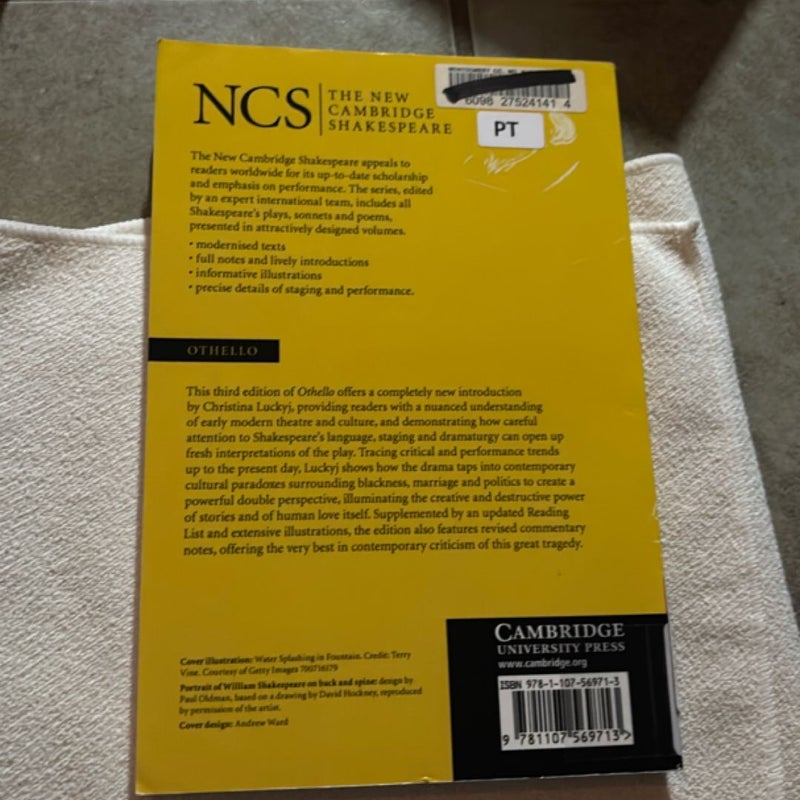 MONTGOMERY CO. MD
6098 27524141 4
PT
NCS
THE NEW
CAMBRIDGE
SHAKESPEARE
The New Cambridge Shakespeare appeals to
readers worldwide for its up-to-date scholarship
and emphasis on performance. The series, edited
by an expert international team, includes all
Shakespeare's plays, sonnets and poems,
presented in attractively designed volumes.
• modernised texts
• full notes and lively introductions
• informative illustrations
• precise details of staging and performance.
OTHELLO
This third edition of Othello offers a completely new introduction
by Christina Luckyj, providing readers with a nuanced understanding
of early modern theatre and culture, and demonstrating how careful
attention to Shakespeare's language, staging and dramaturgy can open up
fresh interpretations of the play. Tracing critical and performance trends
up to the present day, Luckyj shows how the drama taps into contemporary
cultural paradoxes surrounding blackness, marriage and politics to create a
powerful double perspective, illuminating the creative and destructive power
of stories and of human love itself. Supplemented by an updated Reading
List and extensive illustrations, the edition also features revised commentary
notes, offering the very best in contemporary criticism of this great tragedy.
Cover illustration: Water Splashing in Fountain. Credit: Terry
Vine. Courtesy of Getty Images 700716179
Portrait of William Shakespeare on back and spine: design by
Paul Oldman, based on a drawing by David Hockney, reproduced
by permission of the artist.
Cover design: Andrew Ward
CAMBRIDGE
UNIVERSITY PRESS
www.cambridge.org
ISBN 978-1-107-56971-3
9 781107 569713 >